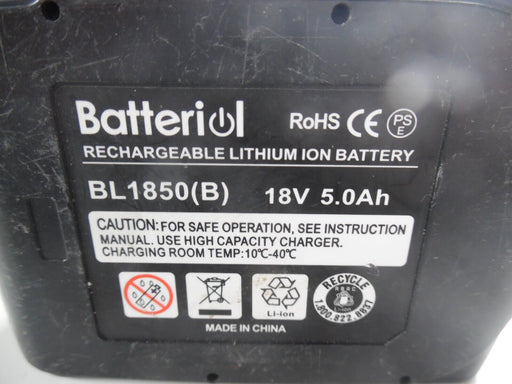 Batteriol RoHS CE PS E
RECHARGEABLE LITHIUM ION BATTERY
BL1850(B) 18V 5.0Ah
CAUTION: FOR SAFE OPERATION, SEE INSTRUCTION
MANUAL. USE HIGH CAPACITY CHARGER.
CHARGING ROOM TEMP:10℃-40℃
Li-ion
RECYCLE
1.800.822.8837
MADE IN CHINA